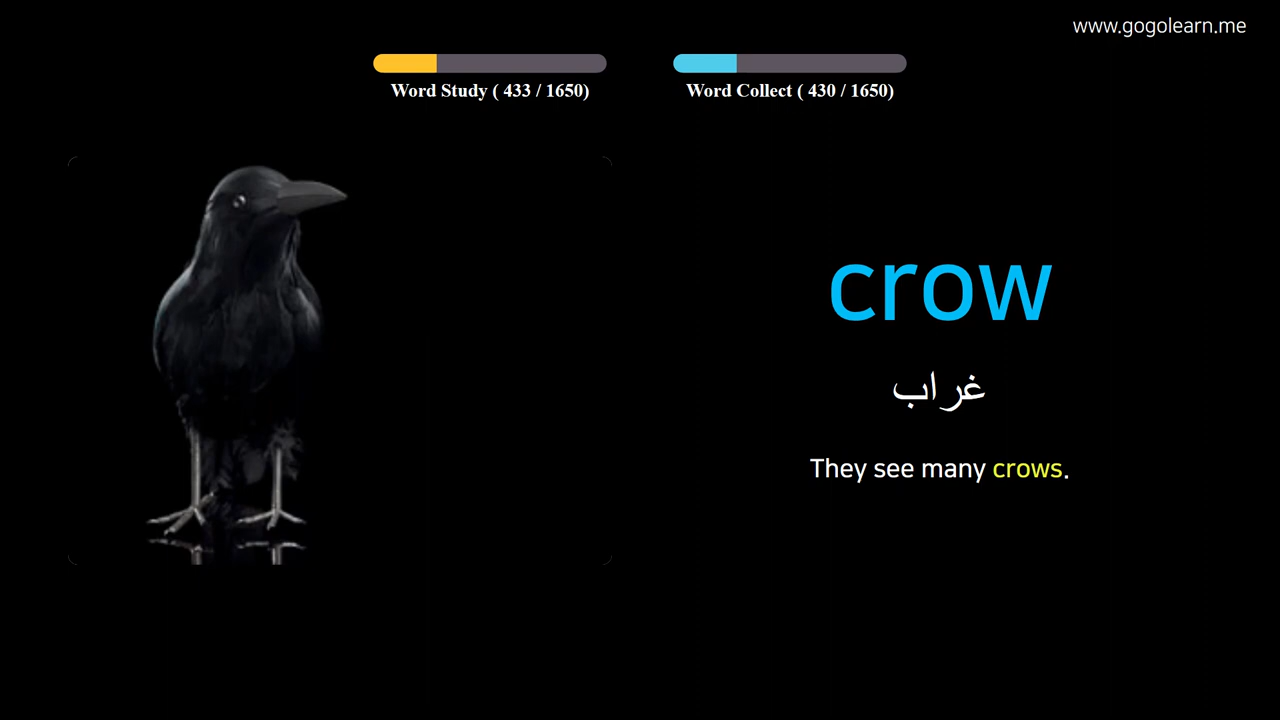 www.gogolearn.me
Word Study ( 433 / 1650)
Word Collect ( 430 / 1650)
crow
غراب
They see many crows.